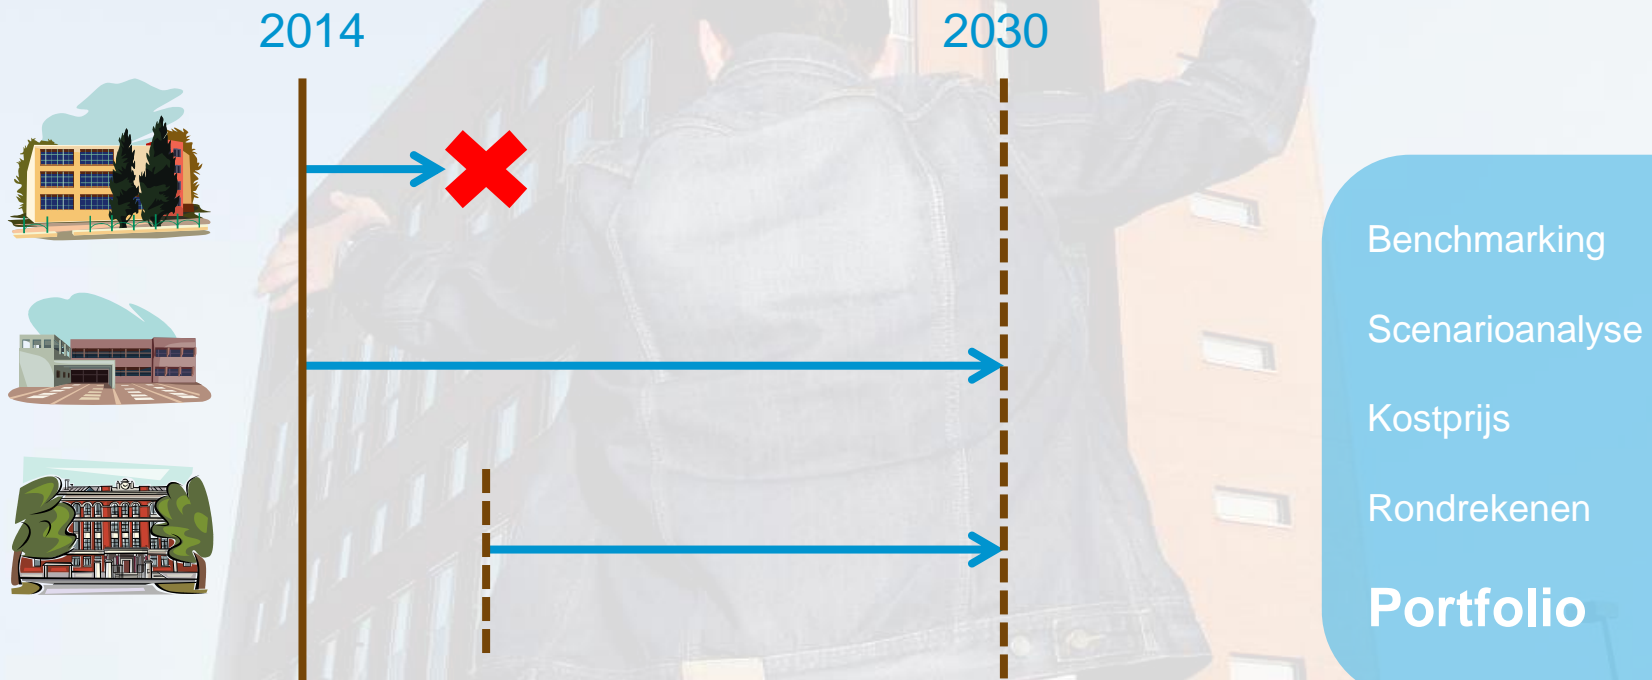 2014
2030
Benchmarking
Scenarioanalyse
Kostprijs
Rondrekenen
Portfolio